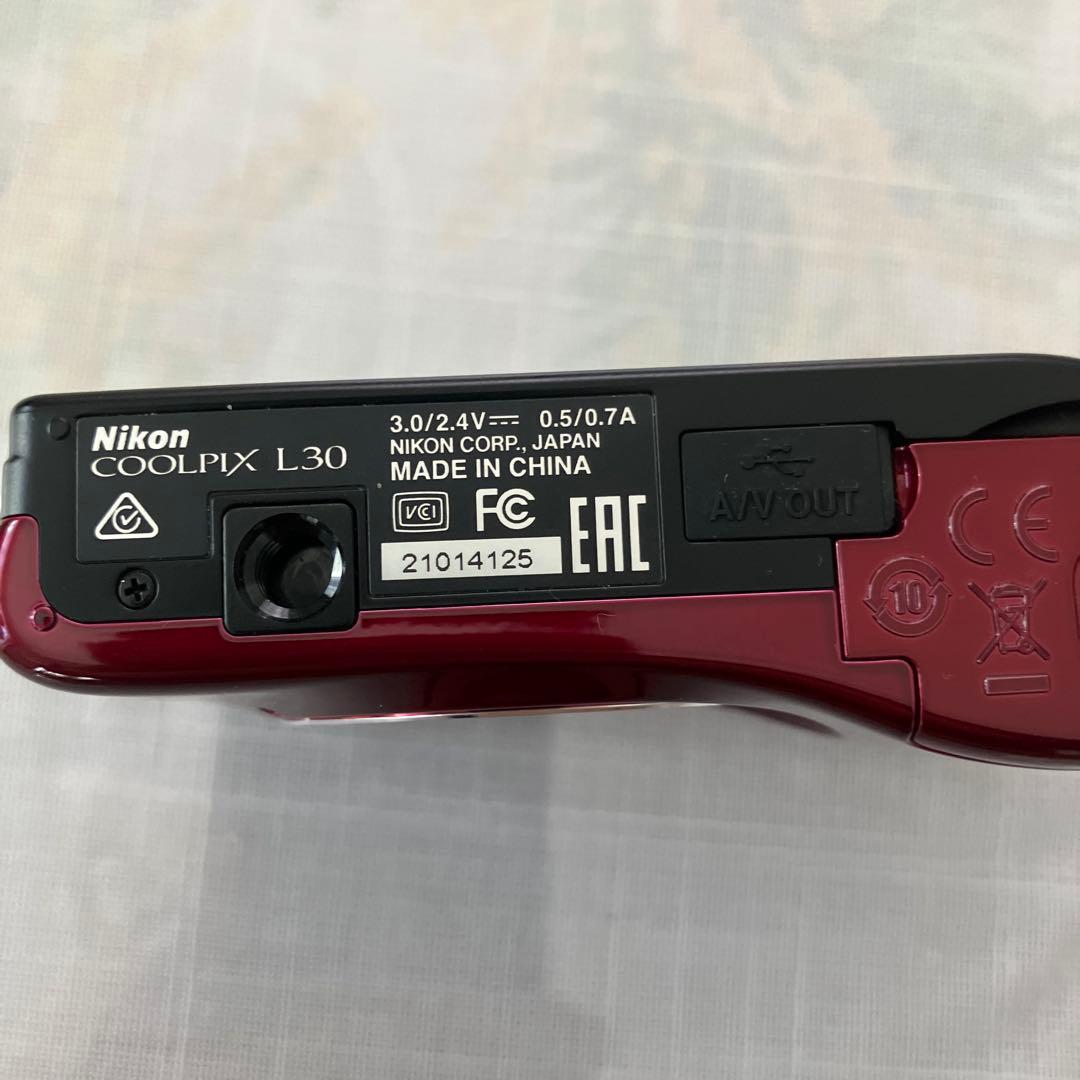 Nikon
COOLPIX L30
3.0/2.4V⎓ 0.5/0.7A
NIKON CORP., JAPAN
MADE IN CHINA
VCI
FC
EAC
21014125
A/V OUT
CE
10